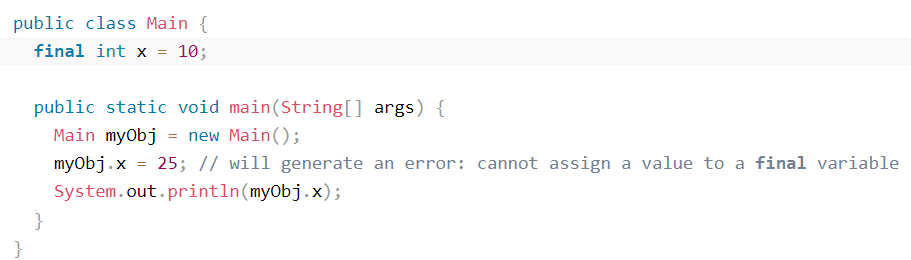 public class Main {
  final int x = 10;

  public static void main(String[] args) {
    Main myObj = new Main();
    myObj.x = 25; // will generate an error: cannot assign a value to a final variable
    System.out.println(myObj.x);
  }
}